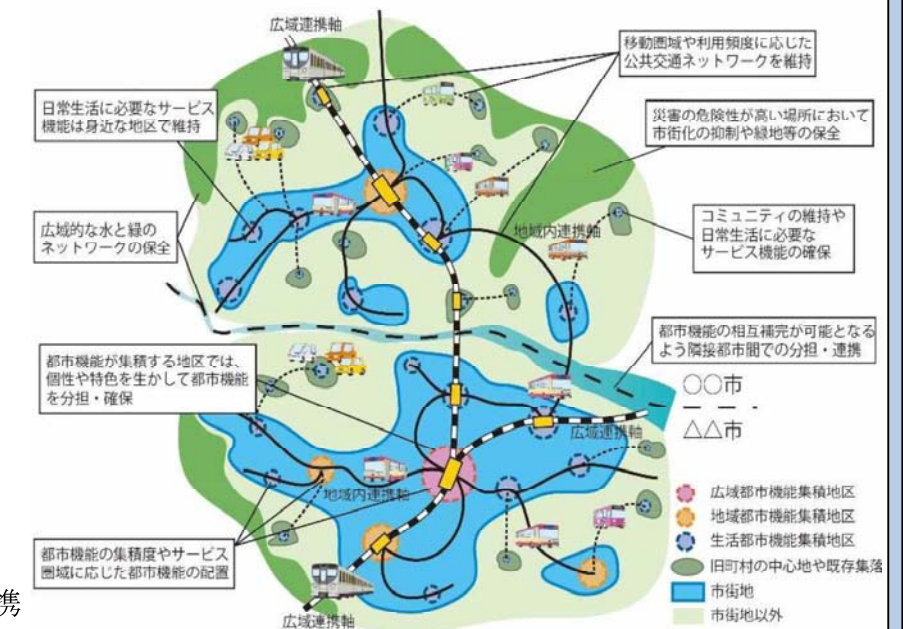 広域連携軸
移動圏域や利用頻度に応じた
公共交通ネットワークを維持
日常生活に必要なサービス
機能は身近な地区で維持
災害の危険性が高い場所において
市街化の抑制や緑地等の保全
広域的な水と緑の
ネットワークの保全
地域内連携軸
コミュニティの維持や
日常生活に必要な
サービス機能の確保
都市機能の相互補完が可能となる
よう隣接都市間での分担・連携
都市機能が集積する地区では、
個性や特色を生かして都市機能
を分担・確保
○○市
△△市
広域連携軸
地域内連携軸
広域都市機能集積地区
地域都市機能集積地区
生活都市機能集積地区
旧町村の中心地や既存集落
市街地
市街地以外
都市機能の集積度やサービス
圏域に応じた都市機能の配置
携
広域連携軸